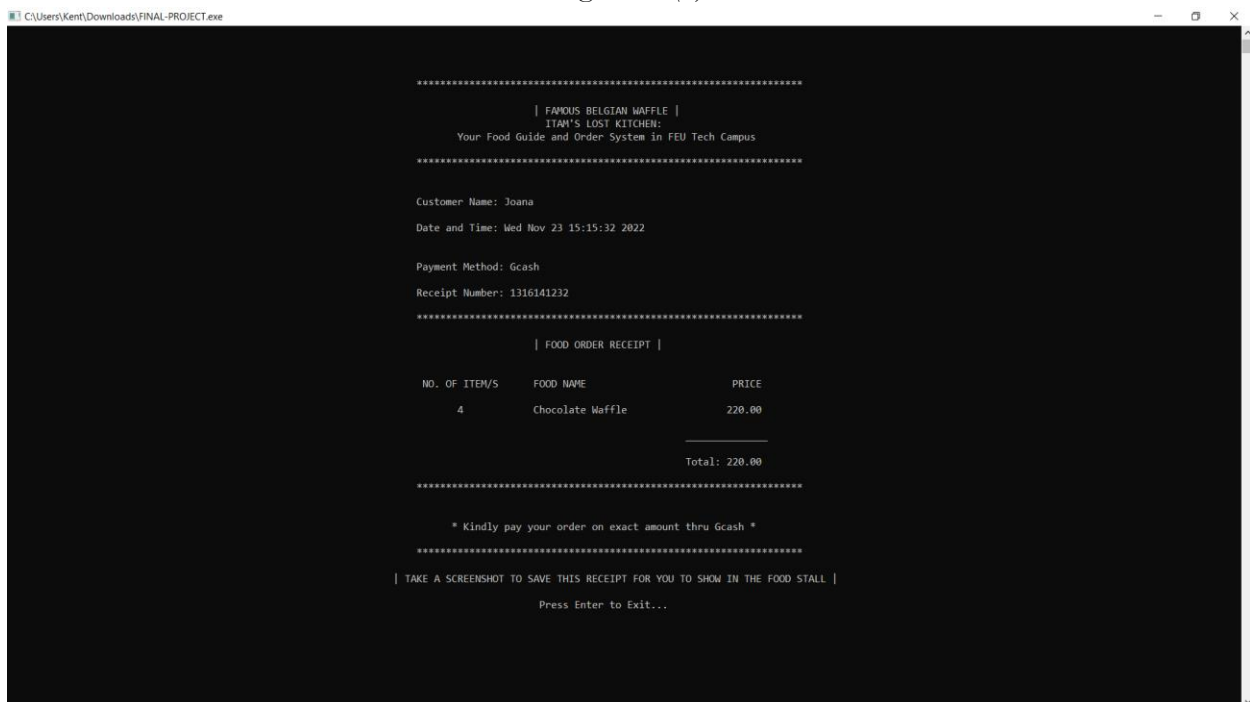 C:\Users\Kent\Downloads\FINAL-PROJECT.exe
******************************************************************
| FAMOUS BELGIAN WAFFLE |
ITAM'S LOST KITCHEN:
Your Food Guide and Order System in FEU Tech Campus
******************************************************************
Customer Name: Joana
Date and Time: Wed Nov 23 15:15:32 2022
Payment Method: Gcash
Receipt Number: 1316141232
******************************************************************
| FOOD ORDER RECEIPT |
NO. OF ITEM/S FOOD NAME PRICE
4 Chocolate Waffle 220.00
______________
Total: 220.00
******************************************************************
* Kindly pay your order on exact amount thru Gcash *
******************************************************************
| TAKE A SCREENSHOT TO SAVE THIS RECEIPT FOR YOU TO SHOW IN THE FOOD STALL |
Press Enter to Exit...